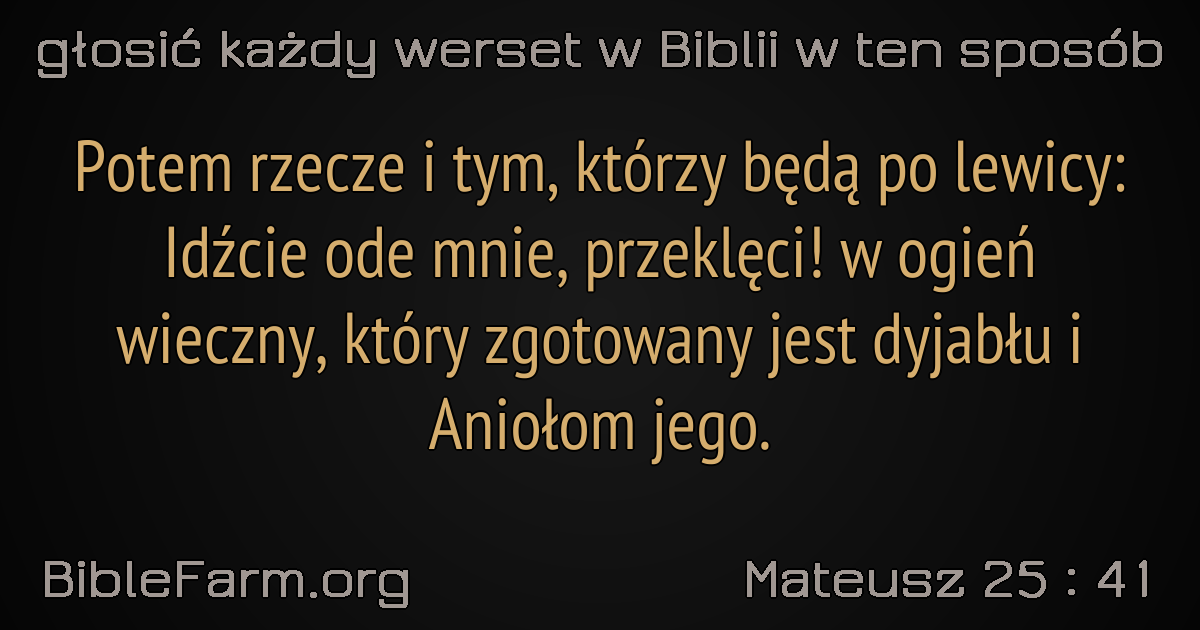 głosić każdy werset w Biblii w ten sposób
Potem rzecze i tym, którzy będą po lewicy:
Idźcie ode mnie, przeklęci! w ogień
wieczny, który zgotowany jest dyjabłu i
Aniołom jego.
BibleFarm.org
Mateusz 25 : 41